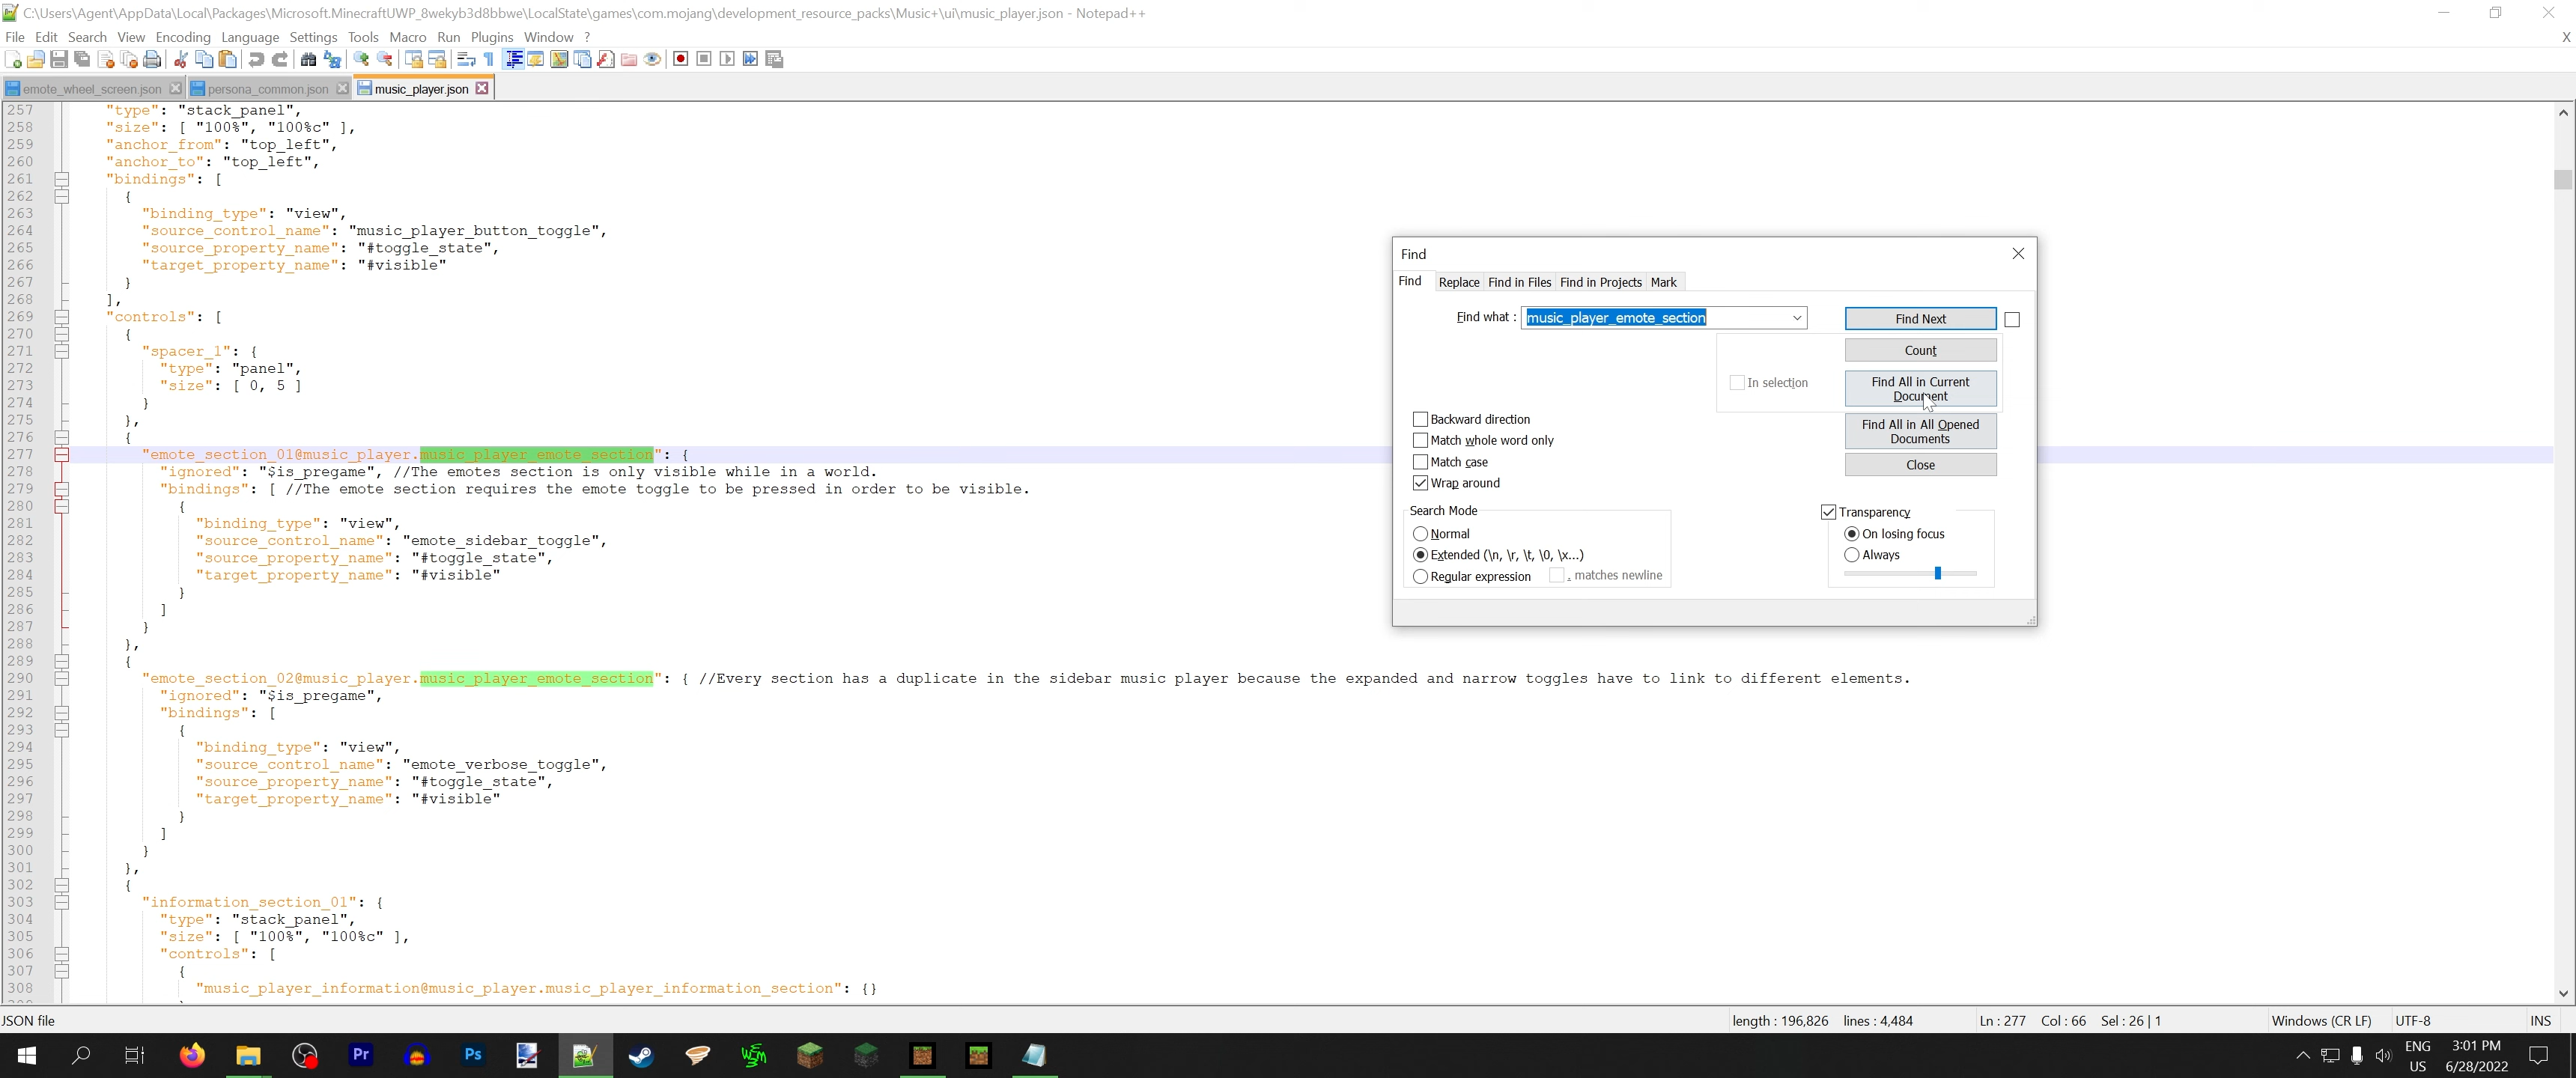 C:\Users\Agent\AppData\Local\Packages\Microsoft.MinecraftUWP_8wekyb3d8bbwe\LocalState\games\com.mojang\development_resource_packs\Music+\ui\music_player.json - Notepad++
File Edit Search View Encoding Language Settings Tools Macro Run Plugins Window ? X
emote_wheel_screen.json persona_common.json music_player.json
257 "type": "stack_panel",
258 "size": [ "100%", "100%c" ],
259 "anchor_from": "top_left",
260 "anchor_to": "top_left",
261 "bindings": [
262 {
263 "binding_type": "view",
264 "source_control_name": "music_player_button_toggle",
265 "source_property_name": "#toggle_state",
266 "target_property_name": "#visible"
267 }
268 ],
269 "controls": [
270 {
271 "spacer_1": {
272 "type": "panel",
273 "size": [ 0, 5 ]
274 }
275 },
276 {
277 "emote_section_01@music_player.music_player_emote_section": {
278 "ignored": "$is_pregame", //The emotes section is only visible while in a world.
279 "bindings": [ //The emote section requires the emote toggle to be pressed in order to be visible.
280 {
281 "binding_type": "view",
282 "source_control_name": "emote_sidebar_toggle",
283 "source_property_name": "#toggle_state",
284 "target_property_name": "#visible"
285 }
286 ]
287 }
288 },
289 {
290 "emote_section_02@music_player.music_player_emote_section": { //Every section has a duplicate in the sidebar music player because the expanded and narrow toggles have to link to different elements.
291 "ignored": "$is_pregame",
292 "bindings": [
293 {
294 "binding_type": "view",
295 "source_control_name": "emote_verbose_toggle",
296 "source_property_name": "#toggle_state",
297 "target_property_name": "#visible"
298 }
299 ]
300 }
301 },
302 {
303 "information_section_01": {
304 "type": "stack_panel",
305 "size": [ "100%", "100%c" ],
306 "controls": [
307 {
308 "music_player_information@music_player.music_player_information_section": {}
Find
Find Replace Find in Files Find in Projects Mark
Find what : music_player_emote_section Find Next
Count
In selection
Find All in Current Document
Find All in All Opened Documents
Close
Backward direction
Match whole word only
Match case
Wrap around
Search Mode
Normal
Extended (\n, \r, \t, \0, \x...)
Regular expression . matches newline
Transparency
On losing focus
Always
JSON file length : 196,826 lines : 4,484 Ln : 277 Col : 66 Sel : 26 | 1 Windows (CR LF) UTF-8 INS
Pr Ps
ENG
US
3:01 PM
6/28/2022